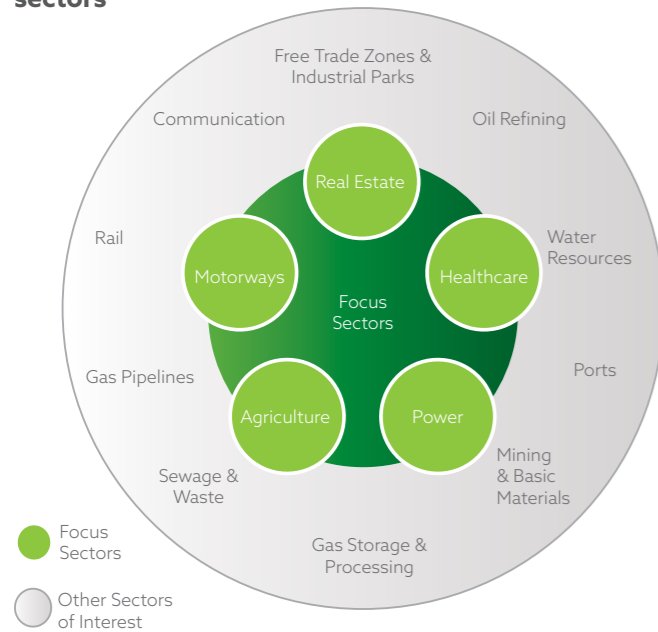 sectors
Free Trade Zones &
Industrial Parks
Communication
Oil Refining
Real Estate
Rail
Water
Resources
Motorways
Healthcare
Focus
Sectors
Gas Pipelines
Ports
Agriculture
Power
Sewage &
Waste
Mining
& Basic
Materials
Gas Storage &
Processing
Focus
Sectors
Other Sectors
of Interest